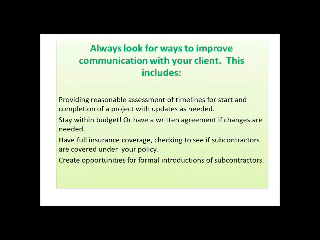 Always look for ways to improve
communication with your client.  This
includes:
Providing reasonable assessment of timelines for start and
completion of a project with updates as needed.
Stay within budget! Or have a written agreement if changes are
needed.
Have full insurance coverage, checking to see if subcontractors
are covered under  your policy.
Create opportunities for formal introductions of subcontractors.